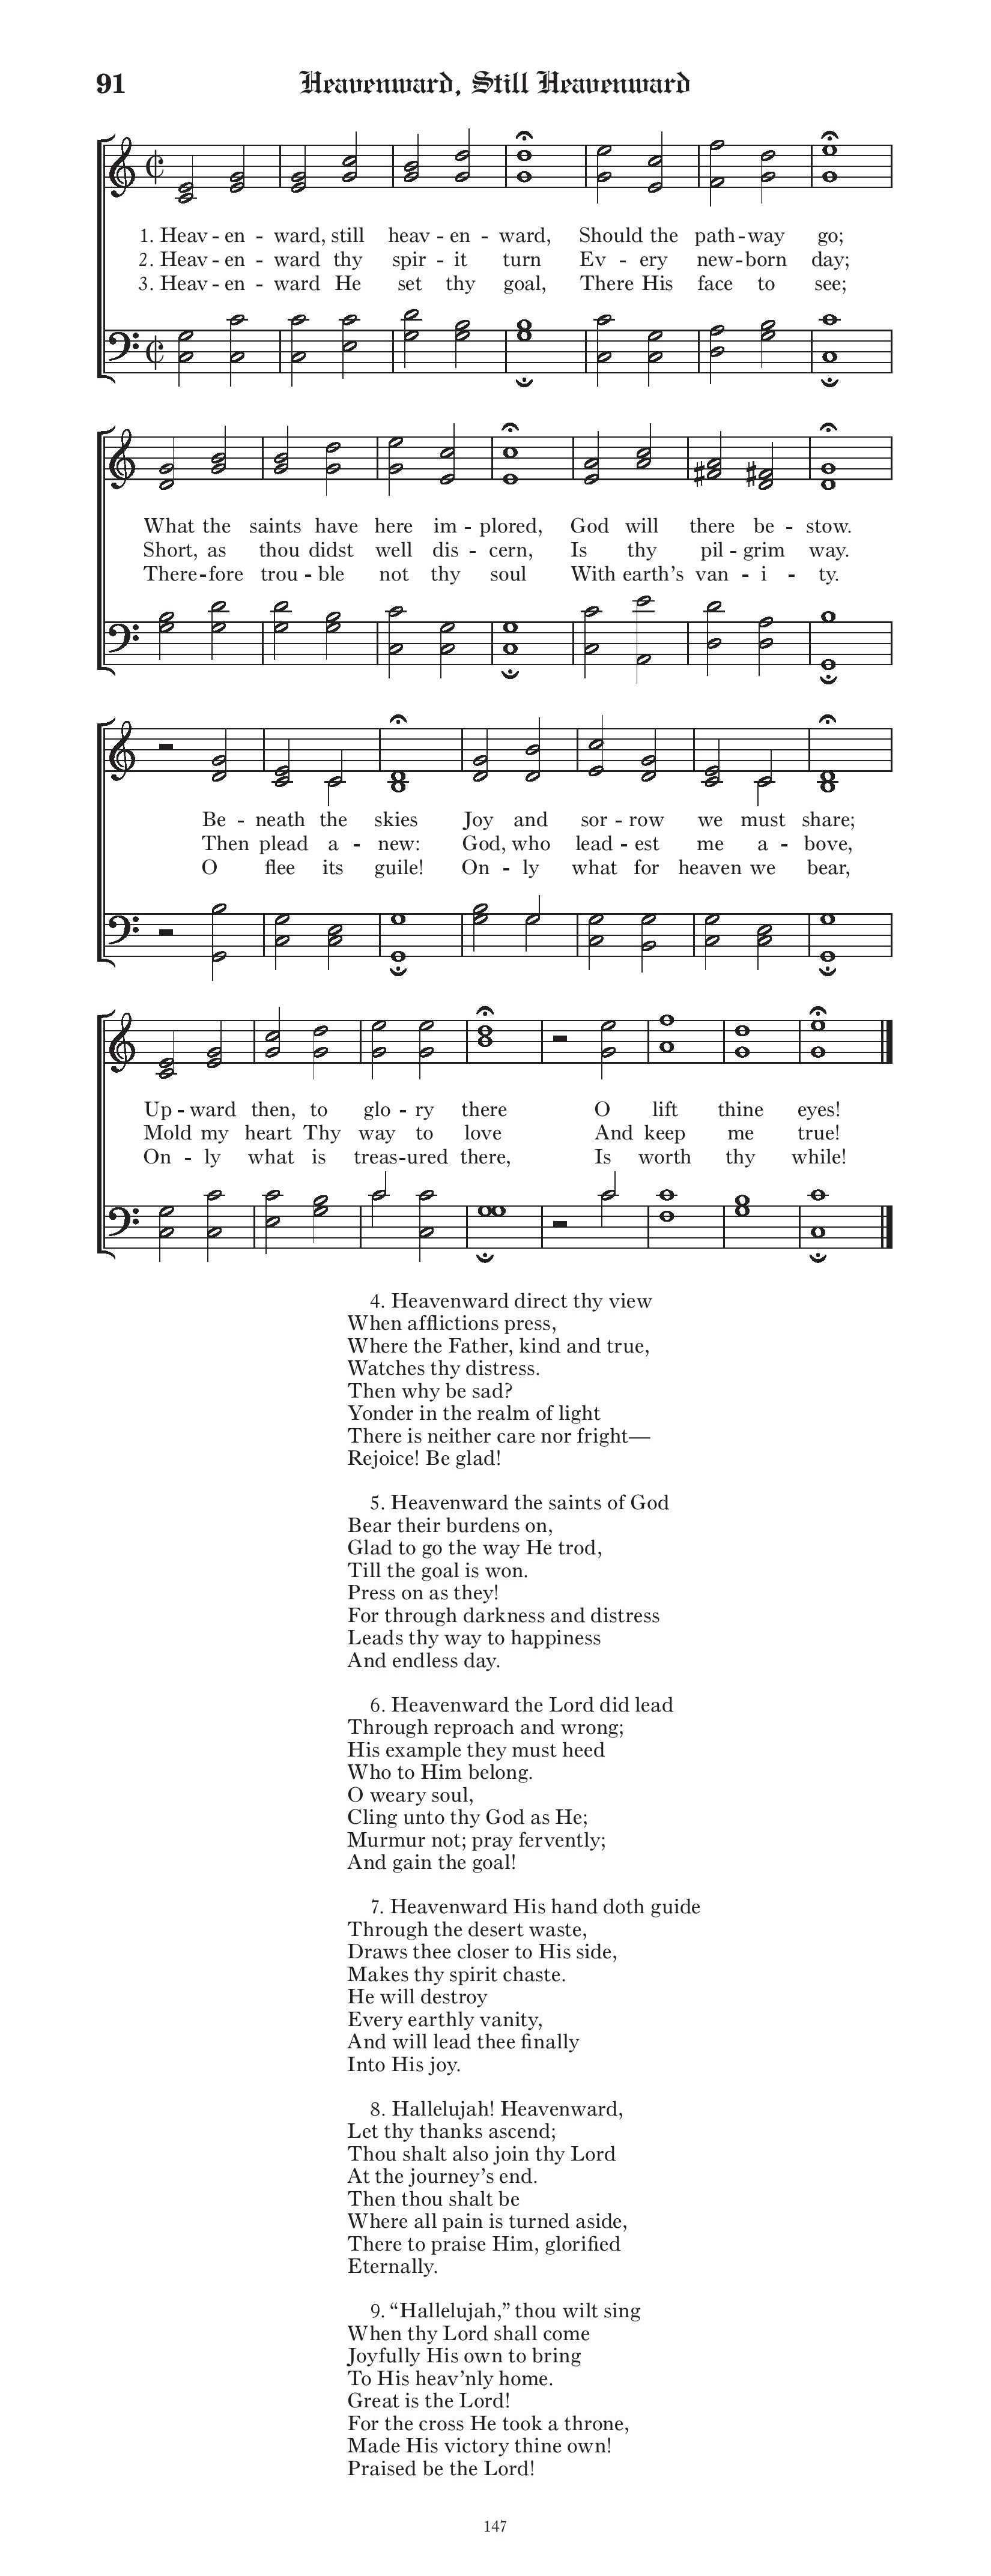 91 Heavenward, Still Heavenward
1. Heav - en - ward, still heav - en - ward, Should the path - way go;
2. Heav - en - ward thy spir - it turn Ev - ery new - born day;
3. Heav - en - ward He set thy goal, There His face to see;
What the saints have here im - plored, God will there be - stow.
Short, as thou didst well dis - cern, Is thy pil - grim way.
There - fore trou - ble not thy soul With earth’s van - i - ty.
Be - neath the skies Joy and sor - row we must share;
Then plead a - new: God, who lead - est me a - bove,
O flee its guile! On - ly what for heaven we bear,
Up - ward then, to glo - ry there O lift thine eyes!
Mold my heart Thy way to love And keep me true!
On - ly what is treas - ured there, Is worth thy while!
4. Heavenward direct thy view
When afflictions press,
Where the Father, kind and true,
Watches thy distress.
Then why be sad?
Yonder in the realm of light
There is neither care nor fright—
Rejoice! Be glad!
5. Heavenward the saints of God
Bear their burdens on,
Glad to go the way He trod,
Till the goal is won.
Press on as they!
For through darkness and distress
Leads thy way to happiness
And endless day.
6. Heavenward the Lord did lead
Through reproach and wrong;
His example they must heed
Who to Him belong.
O weary soul,
Cling unto thy God as He;
Murmur not; pray fervently;
And gain the goal!
7. Heavenward His hand doth guide
Through the desert waste,
Draws thee closer to His side,
Makes thy spirit chaste.
He will destroy
Every earthly vanity,
And will lead thee finally
Into His joy.
8. Hallelujah! Heavenward,
Let thy thanks ascend;
Thou shalt also join thy Lord
At the journey’s end.
Then thou shalt be
Where all pain is turned aside,
There to praise Him, glorified
Eternally.
9. “Hallelujah,” thou wilt sing
When thy Lord shall come
Joyfully His own to bring
To His heav’nly home.
Great is the Lord!
For the cross He took a throne,
Made His victory thine own!
Praised be the Lord!
147